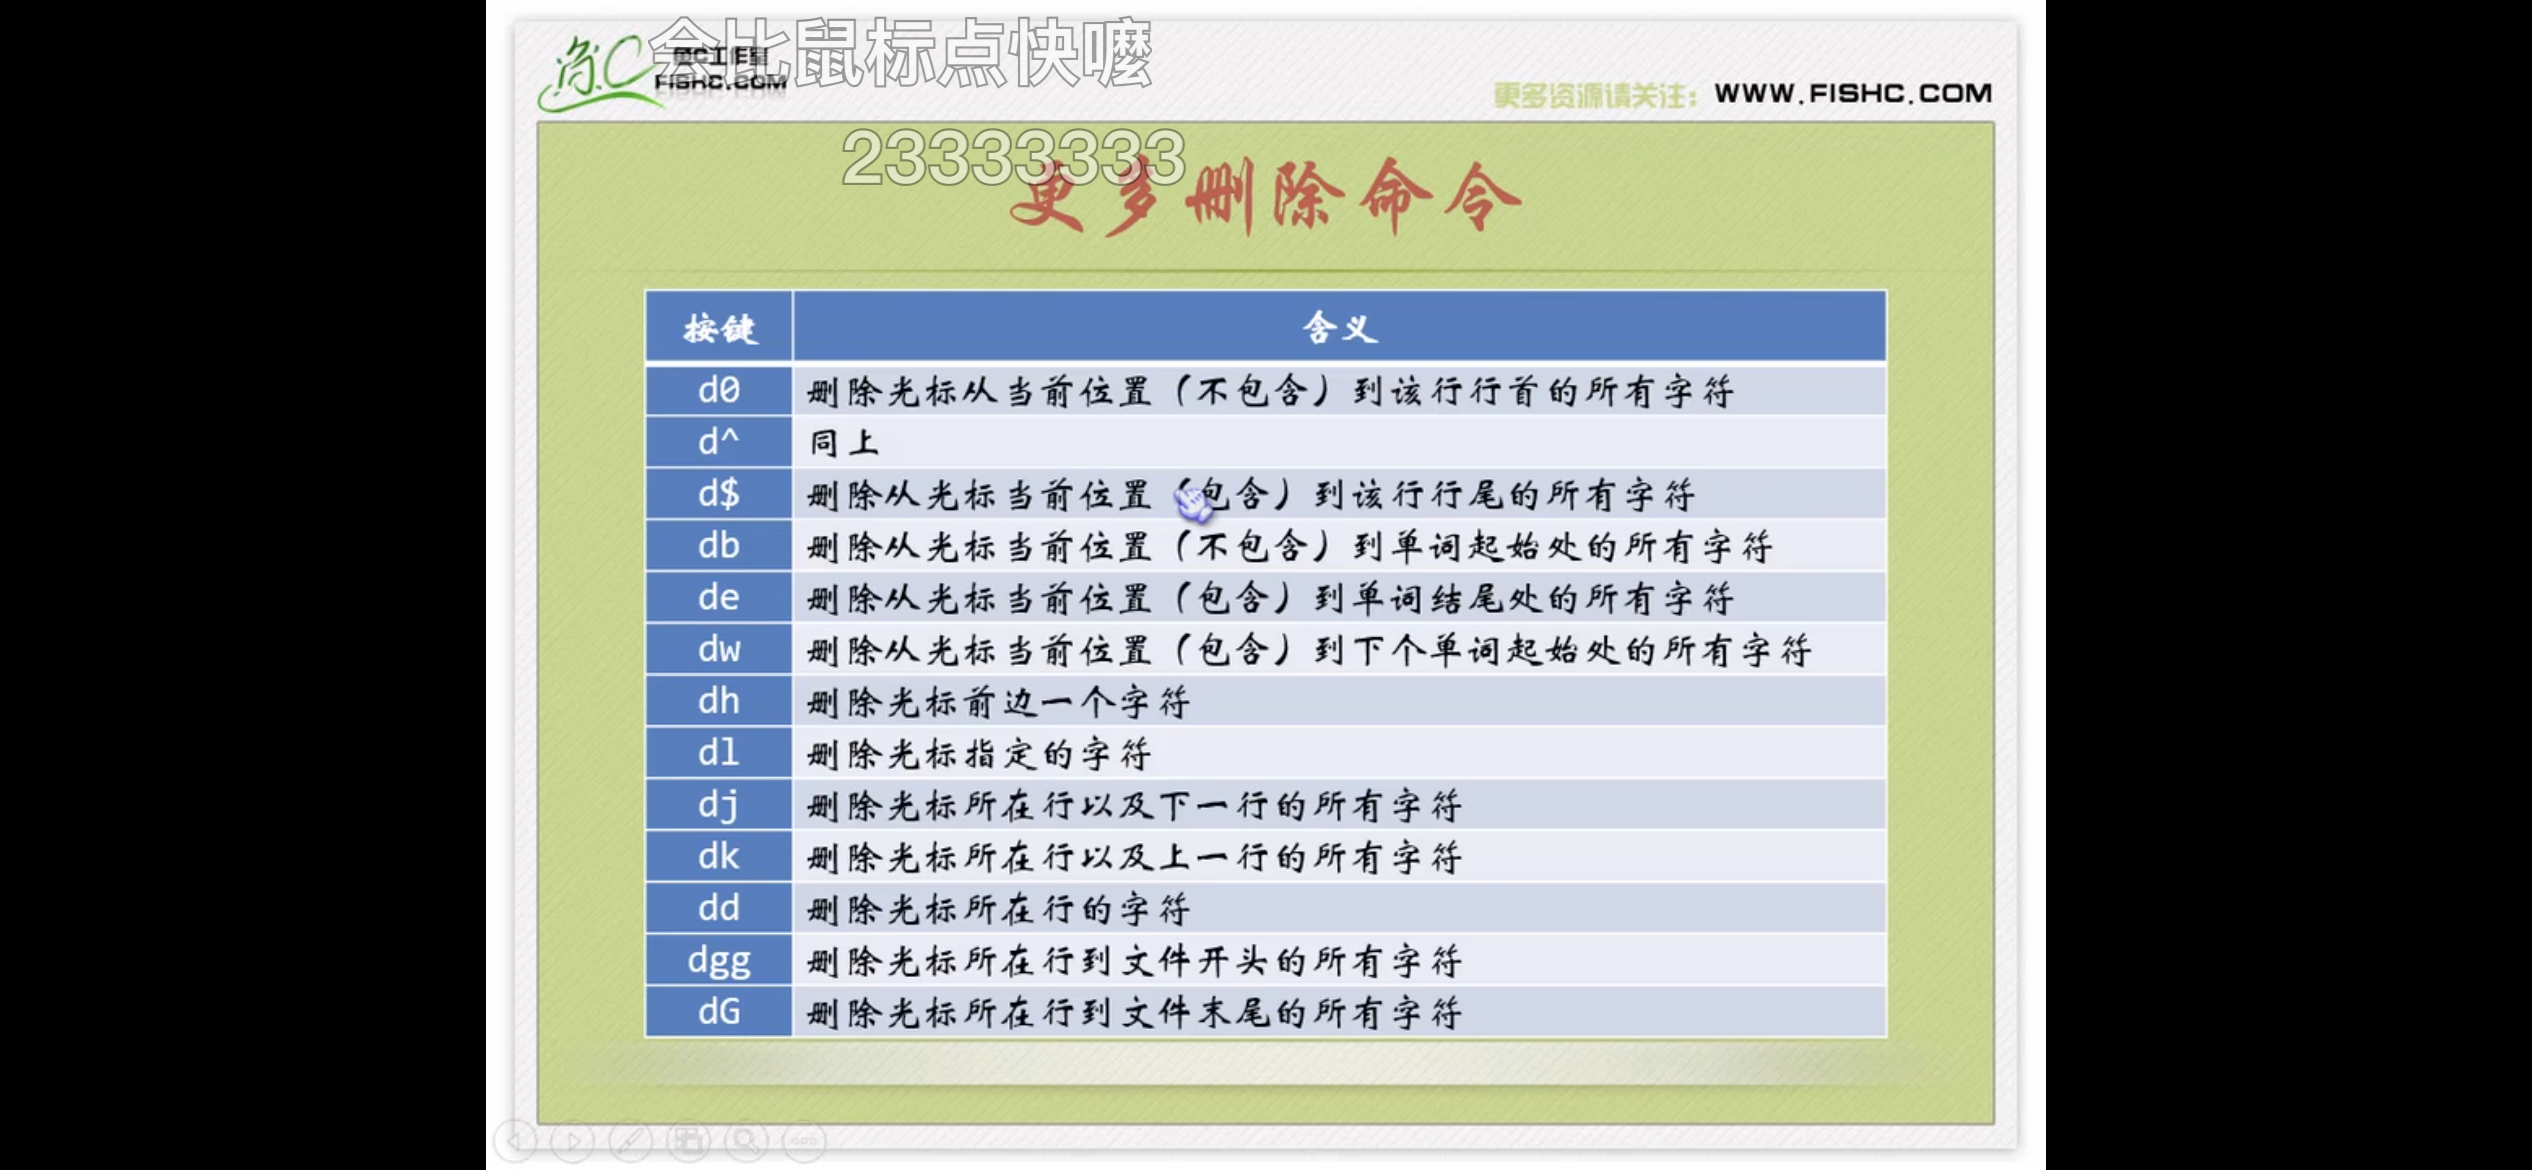 会比鼠标点快嚒
鱼C工作室
FISHC.COM
更多资源请关注: WWW.FISHC.COM
23333333
更多删除命令
按键 含义
d0 删除光标从当前位置（不包含）到该行行首的所有字符
d^ 同上
d$ 删除从光标当前位置（包含）到该行行尾的所有字符
db 删除从光标当前位置（不包含）到单词起始处的所有字符
de 删除从光标当前位置（包含）到单词结尾处的所有字符
dw 删除从光标当前位置（包含）到下个单词起始处的所有字符
dh 删除光标前边一个字符
dl 删除光标指定的字符
dj 删除光标所在行以及下一行的所有字符
dk 删除光标所在行以及上一行的所有字符
dd 删除光标所在行的字符
dgg 删除光标所在行到文件开头的所有字符
dG 删除光标所在行到文件末尾的所有字符